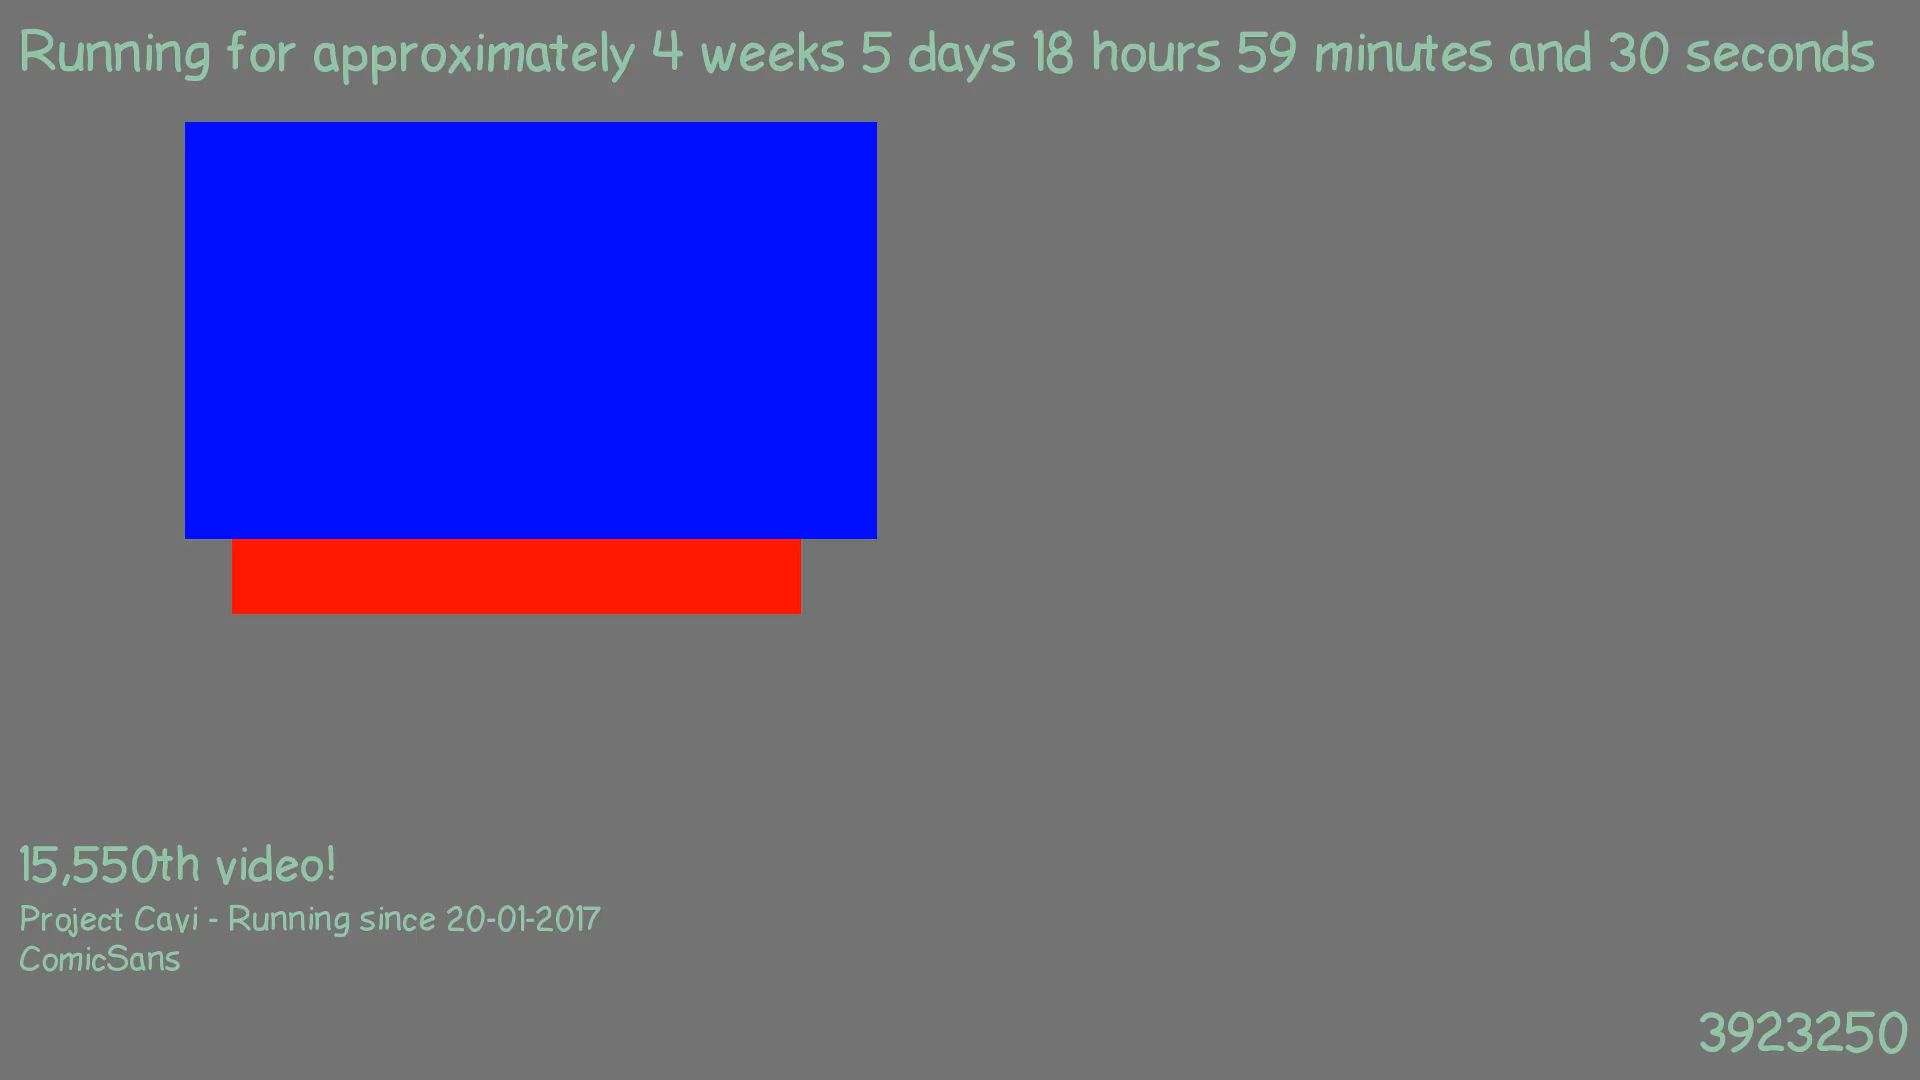 Running for approximately 4 weeks 5 days 18 hours 59 minutes and 30 seconds
15,550th video!
Project Cavi - Running since 20-01-2017
ComicSans
3923250